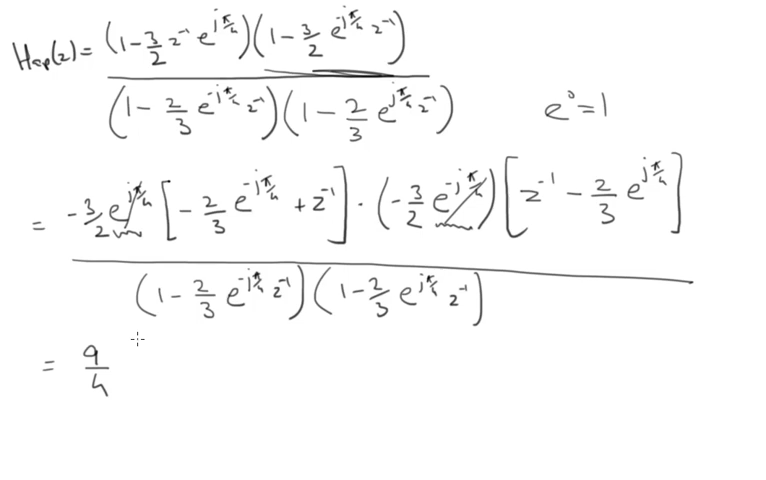 Hap(z) = (1 - 3/2 z⁻¹ e^{jπ/4})(1 - 3/2 e^{-jπ/4} z⁻¹) / (1 - 2/3 e^{-jπ/4} z⁻¹)(1 - 2/3 e^{jπ/4} z⁻¹)
e⁰ = 1
= -3/2 e^{jπ/4} [-2/3 e^{-jπ/4} + z⁻¹] · (-3/2 e^{-jπ/4}) [z⁻¹ - 2/3 e^{jπ/4}] / (1 - 2/3 e^{-jπ/4} z⁻¹)(1 - 2/3 e^{jπ/4} z⁻¹)
= 9/4